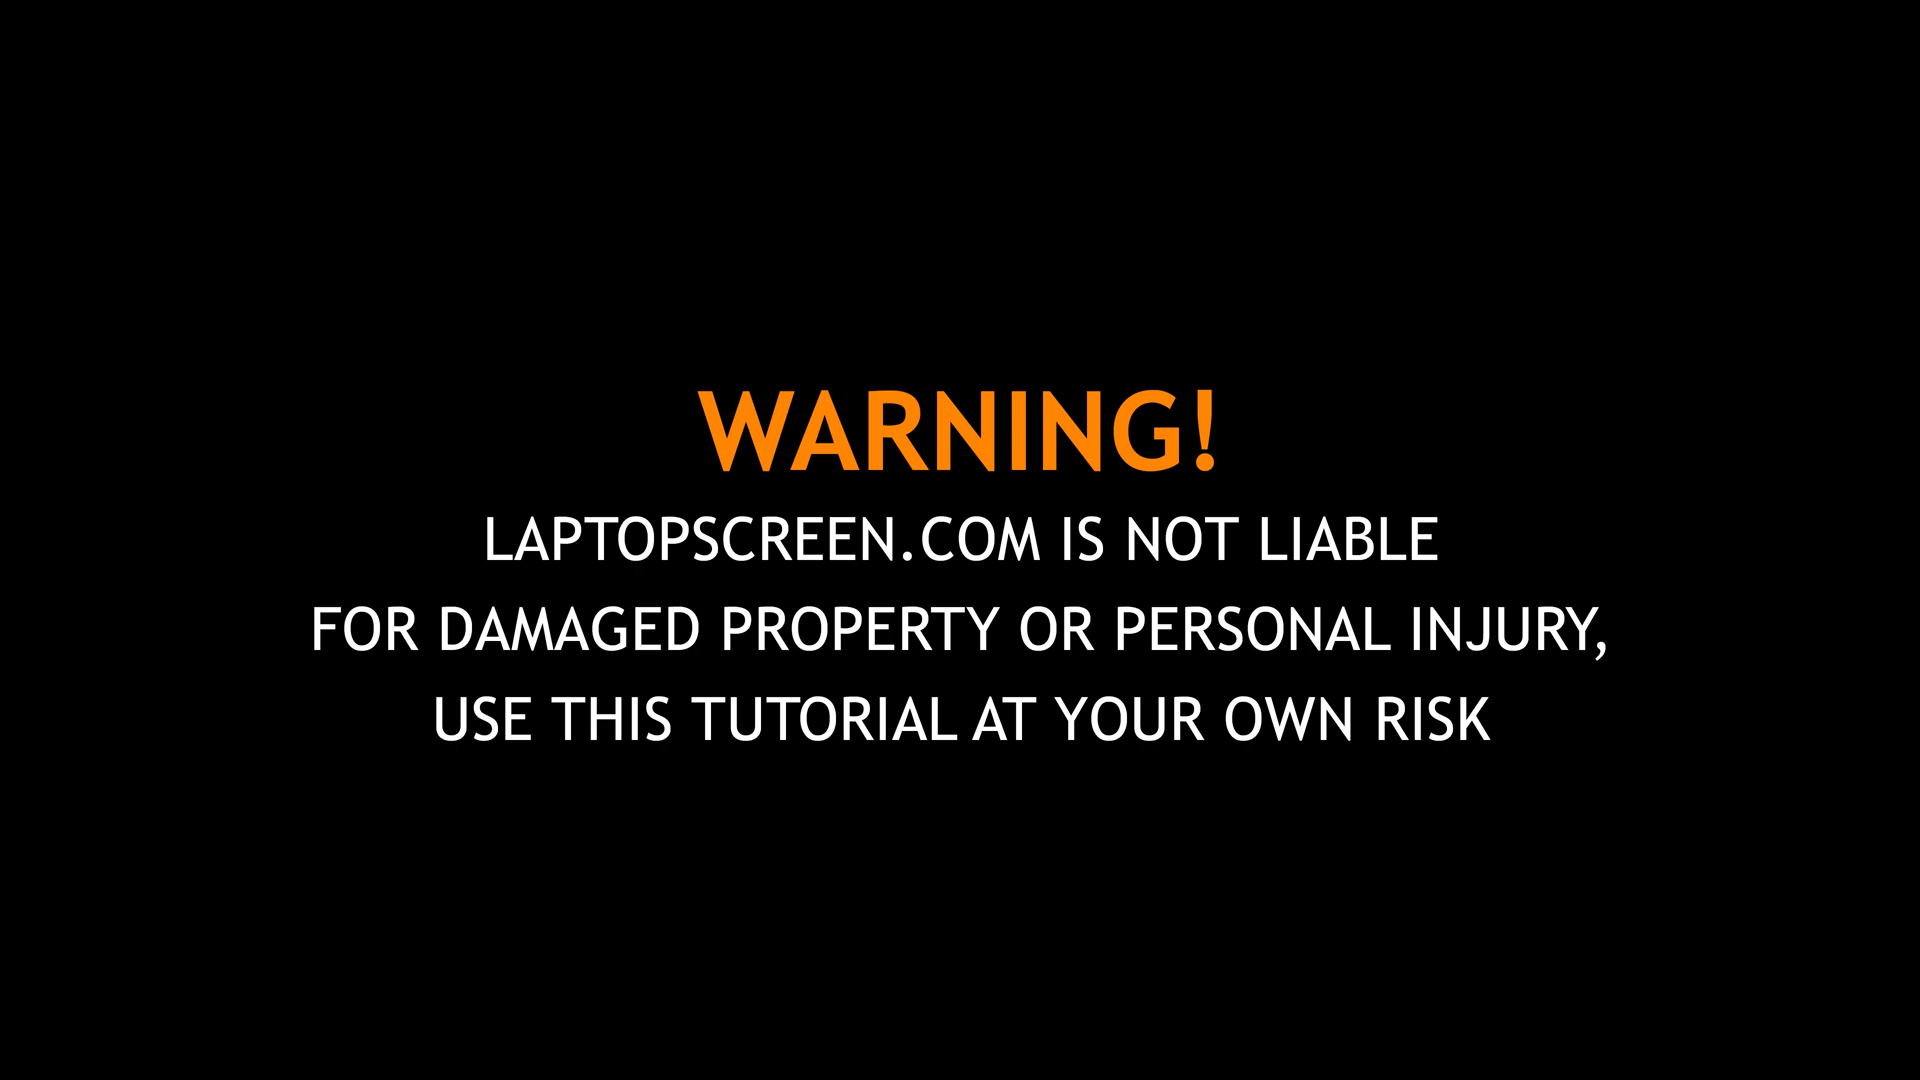 WARNING!
LAPTOPSCREEN.COM IS NOT LIABLE
FOR DAMAGED PROPERTY OR PERSONAL INJURY,
USE THIS TUTORIAL AT YOUR OWN RISK